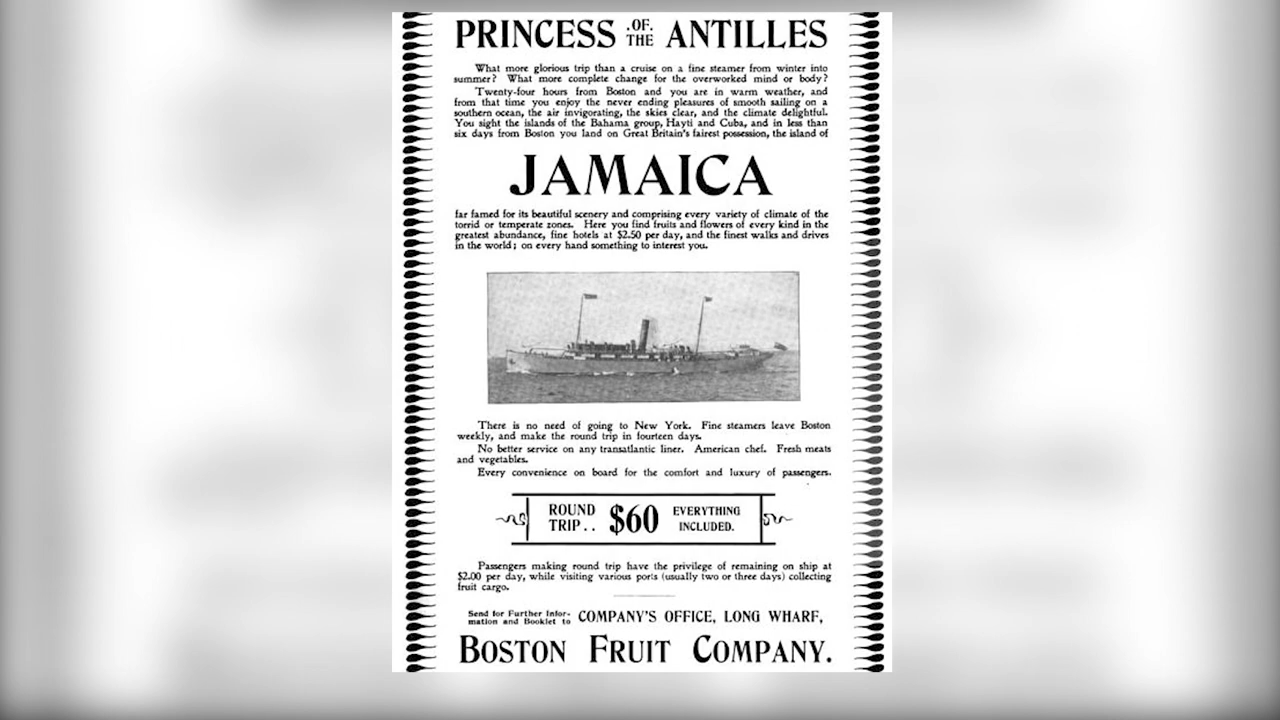 PRINCESS .OF. THE ANTILLES
What more glorious trip than a cruise on a fine steamer from winter into
summer? What more complete change for the overworked mind or body?
Twenty-four hours from Boston and you are in warm weather, and
from that time you enjoy the never ending pleasures of smooth sailing on a
southern ocean, the air invigorating, the skies clear, and the climate delightful.
You sight the islands of the Bahama group, Hayti and Cuba, and in less than
six days from Boston you land on Great Britain's fairest possession, the island of
JAMAICA
far famed for its beautiful scenery and comprising every variety of climate of the
torrid or temperate zones. Here you find fruits and flowers of every kind in the
greatest abundance, fine hotels at $2.50 per day, and the finest walks and drives
in the world; on every hand something to interest you.
There is no need of going to New York. Fine steamers leave Boston
weekly, and make the round trip in fourteen days.
No better service on any transatlantic liner. American chef. Fresh meats
and vegetables.
Every convenience on board for the comfort and luxury of passengers.
ROUND TRIP.. $60 EVERYTHING INCLUDED.
Passengers making round trip have the privilege of remaining on ship at
$2.00 per day, while visiting various ports (usually two or three days) collecting
fruit cargo.
Send for Further Infor-
mation and Booklet to COMPANY'S OFFICE, LONG WHARF,
BOSTON FRUIT COMPANY.